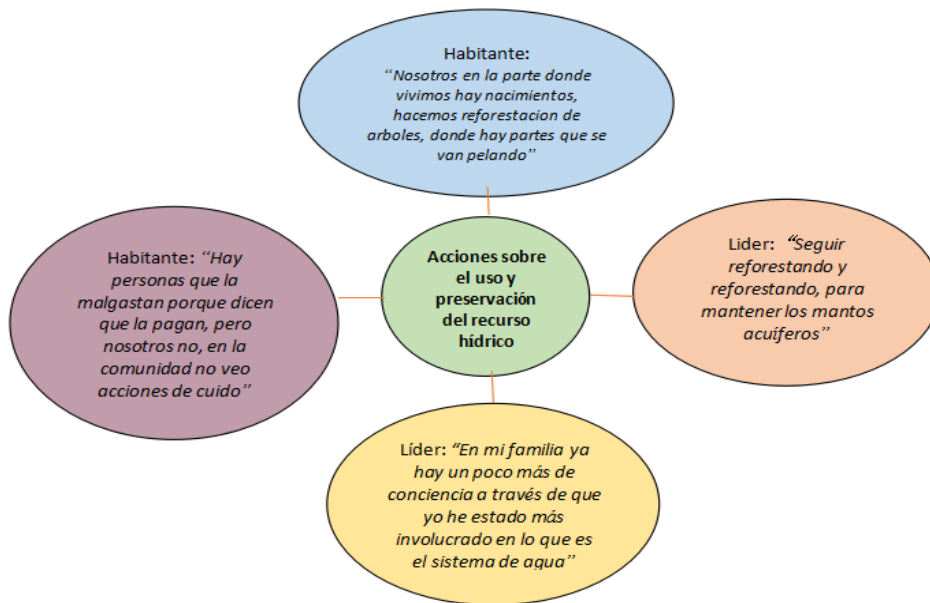 Habitante:
“Nosotros en la parte donde
vivimos hay nacimientos,
hacemos reforestacion de
arboles, donde hay partes que se
van pelando”
Habitante: “Hay
personas que la
malgastan porque dicen
que la pagan, pero
nosotros no, en la
comunidad no veo
acciones de cuido”
Acciones sobre
el uso y
preservación
del recurso
hídrico
Lider: “Seguir
reforestando y
reforestando, para
mantener los mantos
acuíferos”
Líder: “En mi familia ya
hay un poco más de
conciencia a través de que
yo he estado más
involucrado en lo que es
el sistema de agua”